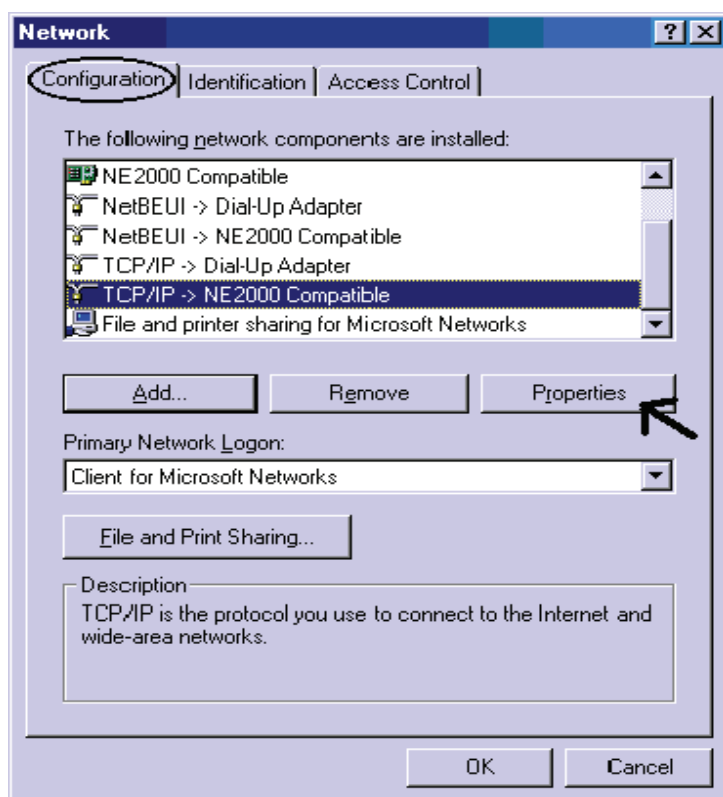 Network
Configuration Identification Access Control
The following network components are installed:
NE2000 Compatible
NetBEUI -> Dial-Up Adapter
NetBEUI -> NE2000 Compatible
TCP/IP -> Dial-Up Adapter
TCP/IP -> NE2000 Compatible
File and printer sharing for Microsoft Networks
Add... Remove Properties
Primary Network Logon:
Client for Microsoft Networks
File and Print Sharing...
Description
TCP/IP is the protocol you use to connect to the Internet and
wide-area networks.
OK Cancel